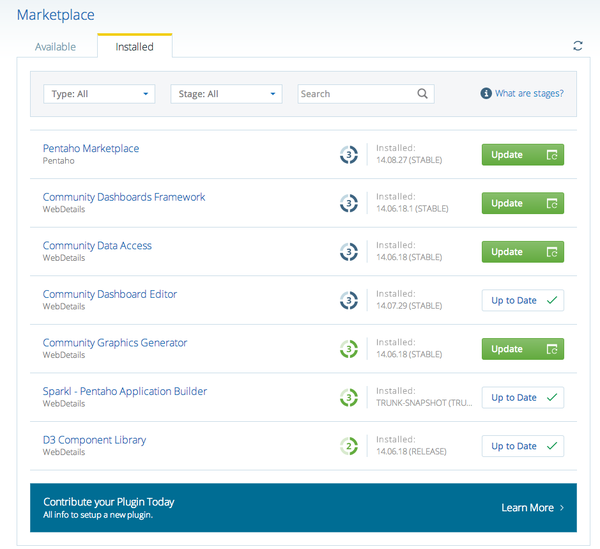 Marketplace
Available
Installed
Type: All
Stage: All
Search
What are stages?
Pentaho Marketplace
Pentaho
3
Installed:
14.08.27 (STABLE)
Update
Community Dashboards Framework
WebDetails
3
Installed:
14.06.18.1 (STABLE)
Update
Community Data Access
WebDetails
3
Installed:
14.06.18 (STABLE)
Update
Community Dashboard Editor
WebDetails
3
Installed:
14.07.29 (STABLE)
Up to Date
Community Graphics Generator
WebDetails
3
Installed:
14.06.18 (STABLE)
Update
Sparkl - Pentaho Application Builder
WebDetails
3
Installed:
TRUNK-SNAPSHOT (TRU...
Up to Date
D3 Component Library
WebDetails
2
Installed:
14.06.18 (RELEASE)
Up to Date
Contribute your Plugin Today
All info to setup a new plugin.
Learn More